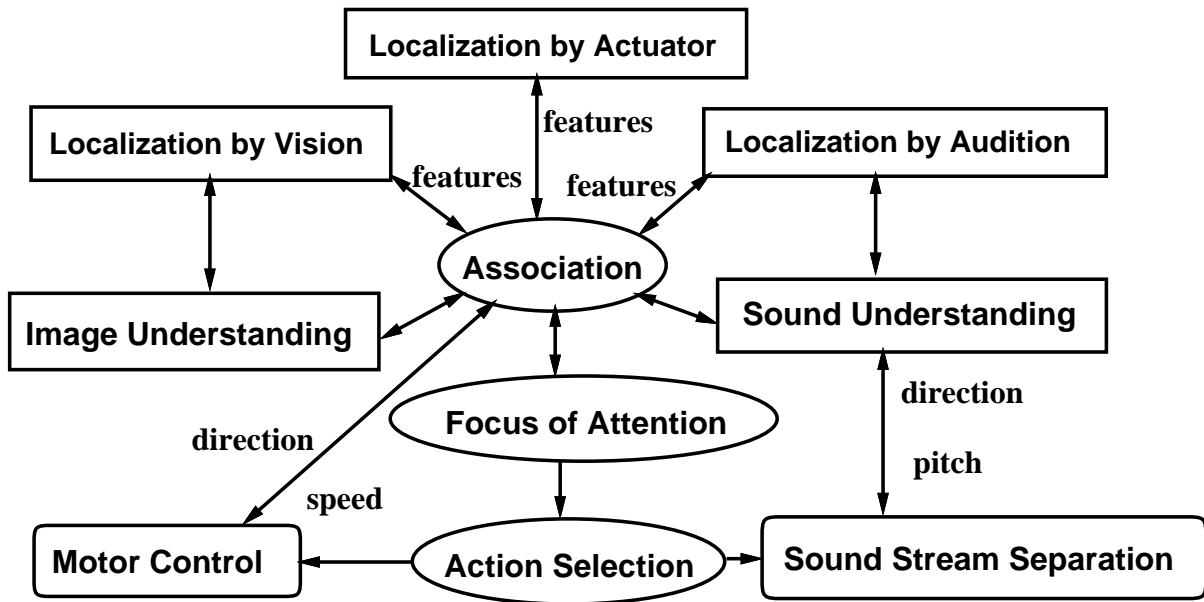 Localization by Actuator
features
Localization by Vision
Localization by Audition
features
features
Association
Image Understanding
Sound Understanding
direction
Focus of Attention
direction
pitch
speed
Motor Control
Action Selection
Sound Stream Separation